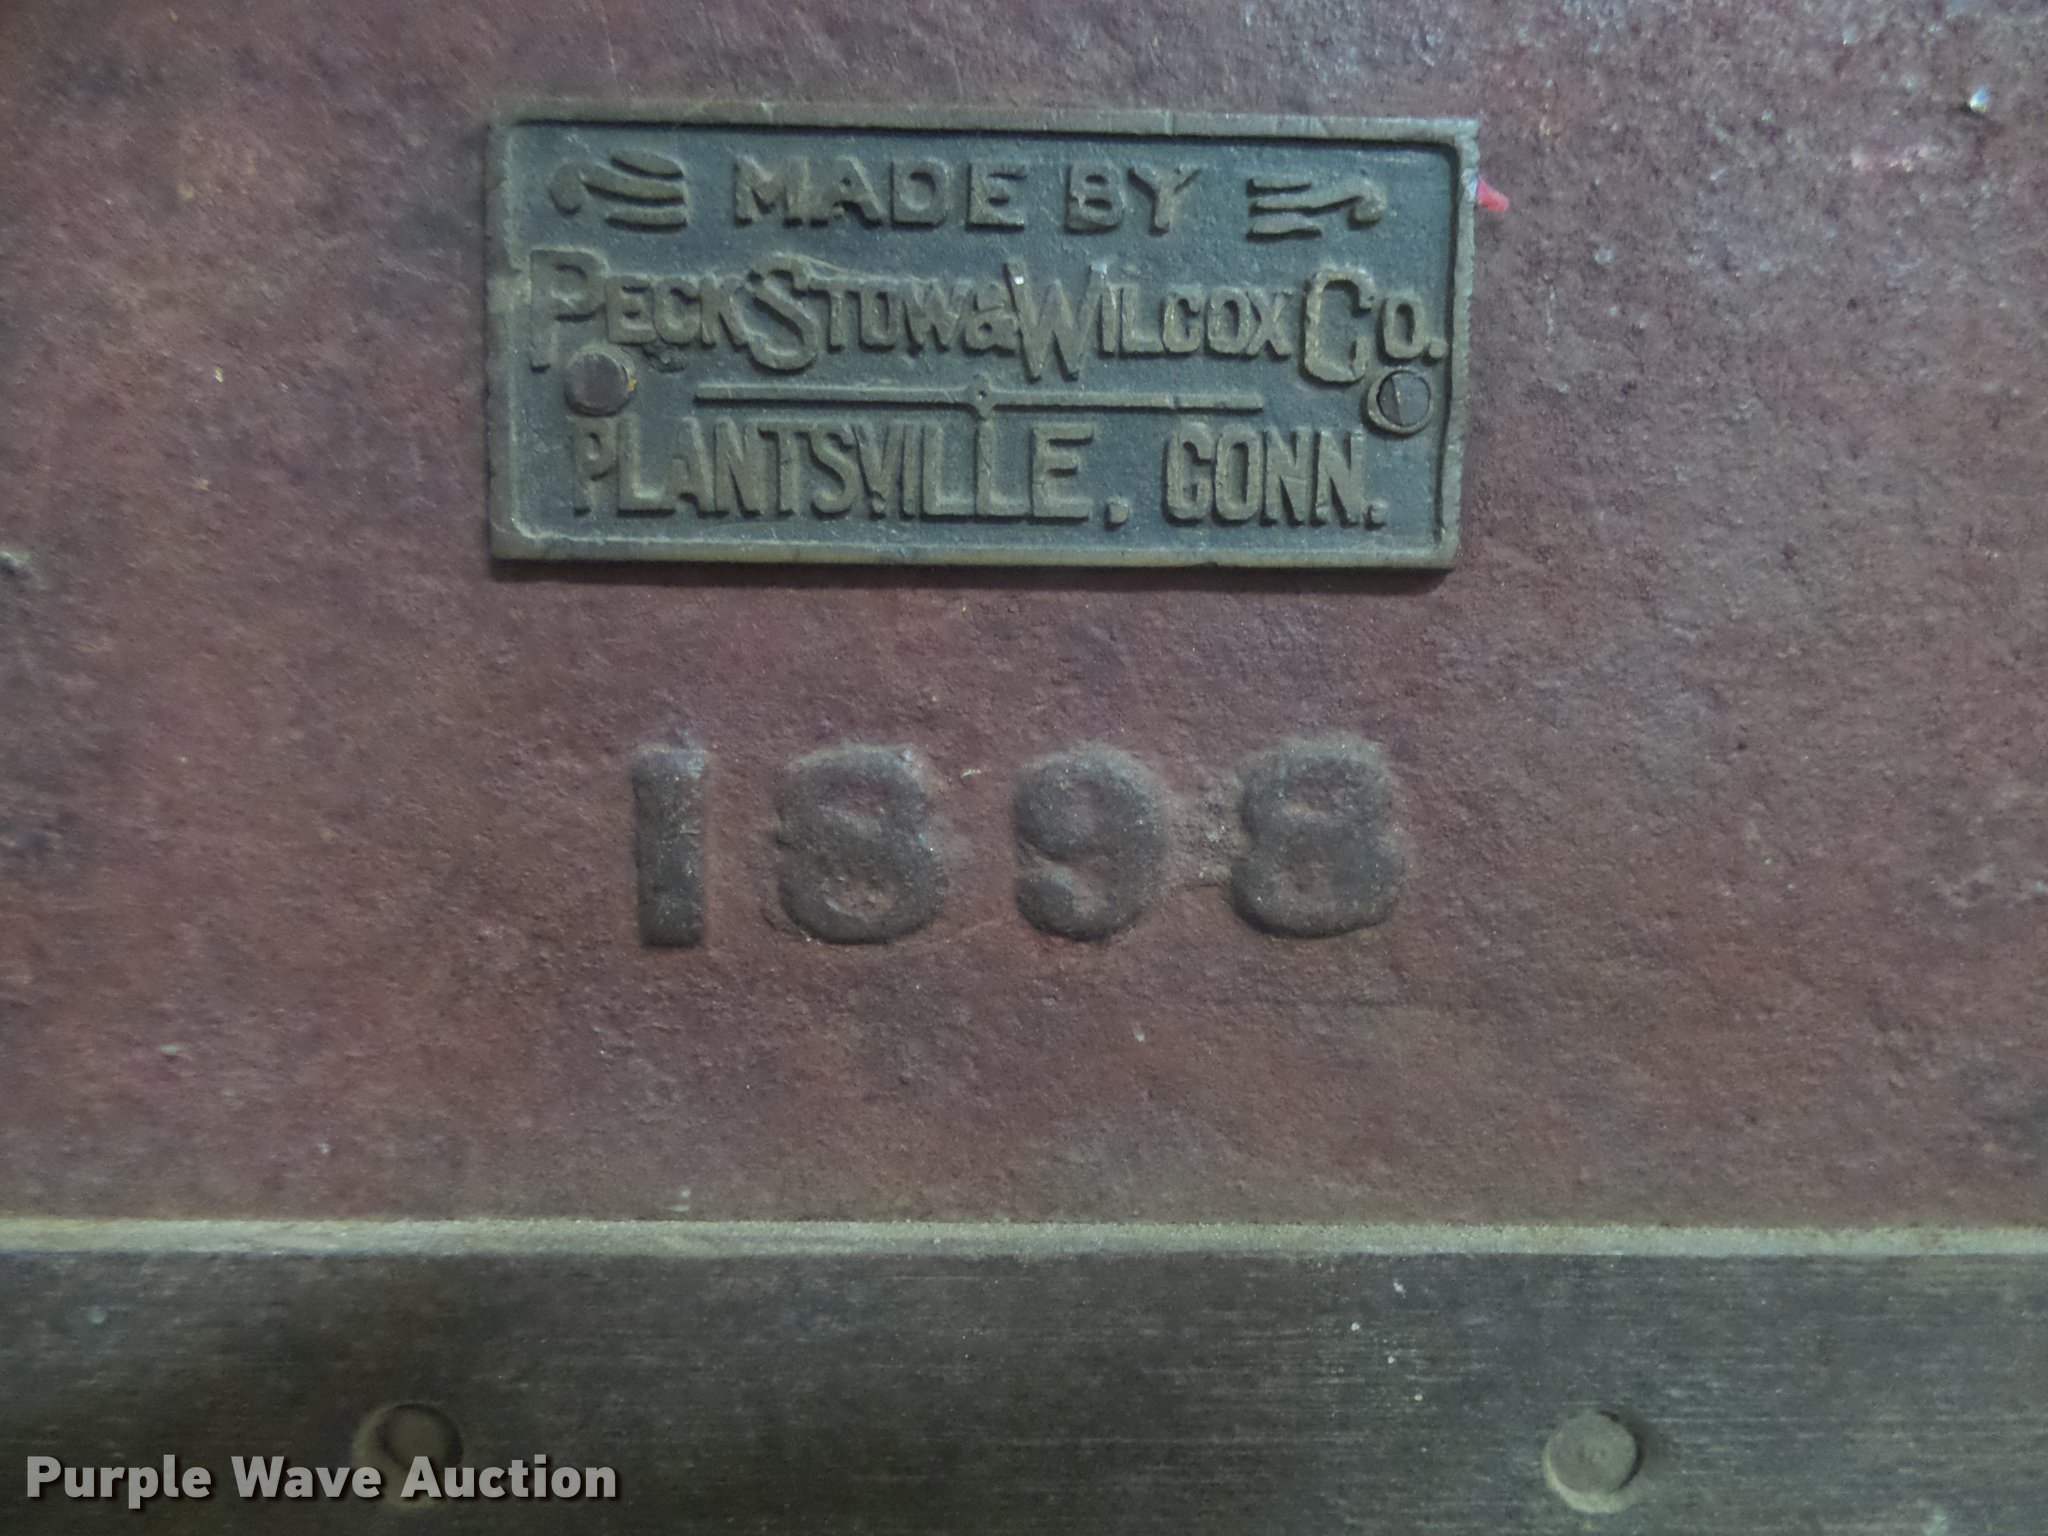 MADE BY
PECK STOW & WILCOX CO.
PLANTSVILLE, CONN.
1898
Purple Wave Auction